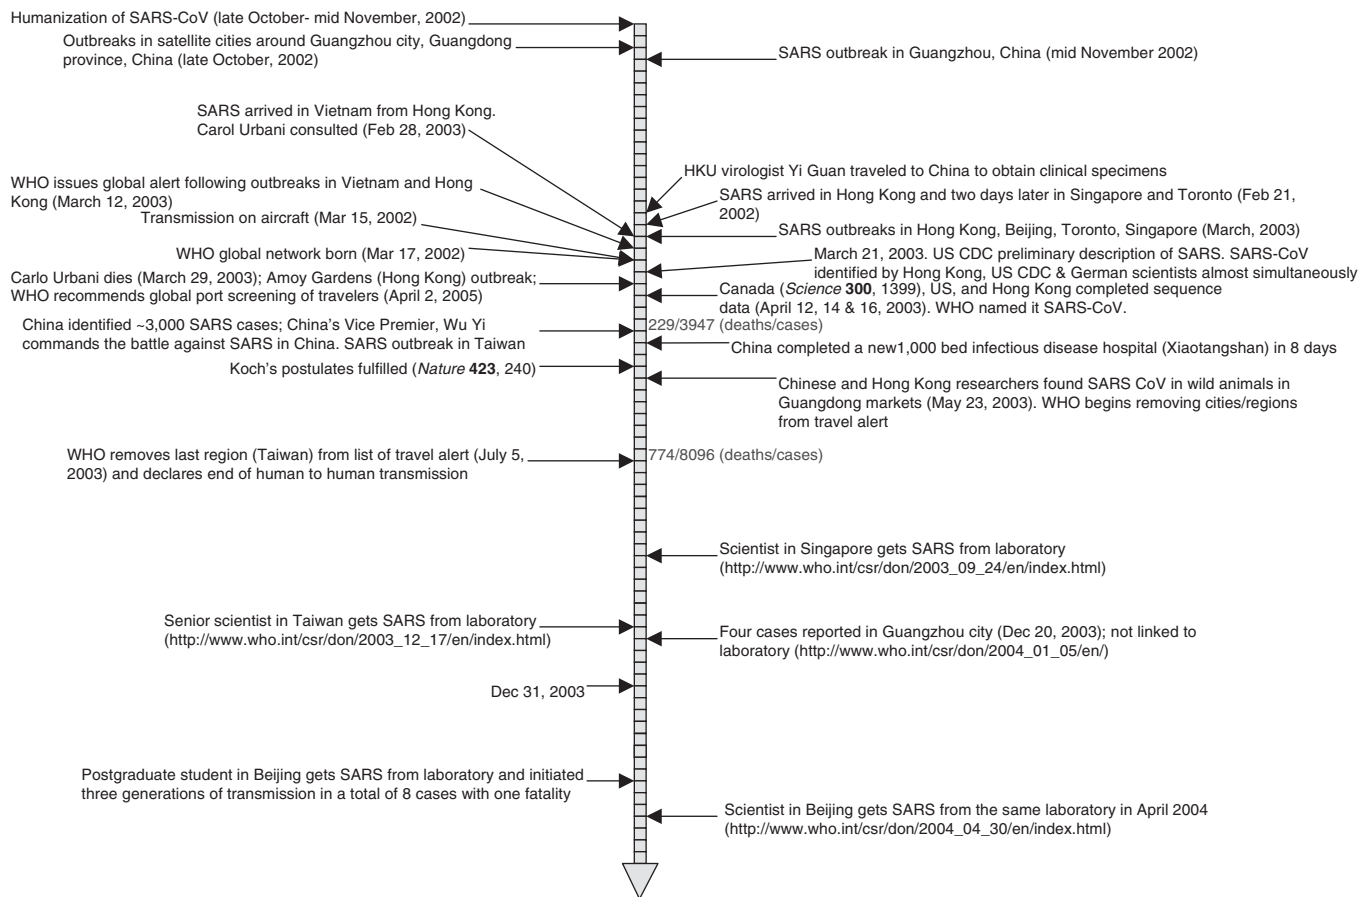 Humanization of SARS-CoV (late October- mid November, 2002)
Outbreaks in satellite cities around Guangzhou city, Guangdong
province, China (late October, 2002)
SARS outbreak in Guangzhou, China (mid November 2002)
SARS arrived in Vietnam from Hong Kong.
Carol Urbani consulted (Feb 28, 2003)
HKU virologist Yi Guan traveled to China to obtain clinical specimens
WHO issues global alert following outbreaks in Vietnam and Hong
Kong (March 12, 2003)
SARS arrived in Hong Kong and two days later in Singapore and Toronto (Feb 21,
2002)
Transmission on aircraft (Mar 15, 2002)
SARS outbreaks in Hong Kong, Beijing, Toronto, Singapore (March, 2003)
WHO global network born (Mar 17, 2002)
March 21, 2003. US CDC preliminary description of SARS. SARS-CoV
identified by Hong Kong, US CDC & German scientists almost simultaneously
Carlo Urbani dies (March 29, 2003); Amoy Gardens (Hong Kong) outbreak;
WHO recommends global port screening of travelers (April 2, 2005)
Canada (Science 300, 1399), US, and Hong Kong completed sequence
data (April 12, 14 & 16, 2003). WHO named it SARS-CoV.
China identified ~3,000 SARS cases; China's Vice Premier, Wu Yi
commands the battle against SARS in China. SARS outbreak in Taiwan
229/3947 (deaths/cases)
China completed a new1,000 bed infectious disease hospital (Xiaotangshan) in 8 days
Koch's postulates fulfilled (Nature 423, 240)
Chinese and Hong Kong researchers found SARS CoV in wild animals in
Guangdong markets (May 23, 2003). WHO begins removing cities/regions
from travel alert
WHO removes last region (Taiwan) from list of travel alert (July 5,
2003) and declares end of human to human transmission
774/8096 (deaths/cases)
Scientist in Singapore gets SARS from laboratory
(http://www.who.int/csr/don/2003_09_24/en/index.html)
Senior scientist in Taiwan gets SARS from laboratory
(http://www.who.int/csr/don/2003_12_17/en/index.html)
Four cases reported in Guangzhou city (Dec 20, 2003); not linked to
laboratory (http://www.who.int/csr/don/2004_01_05/en/)
Dec 31, 2003
Postgraduate student in Beijing gets SARS from laboratory and initiated
three generations of transmission in a total of 8 cases with one fatality
Scientist in Beijing gets SARS from the same laboratory in April 2004
(http://www.who.int/csr/don/2004_04_30/en/index.html)